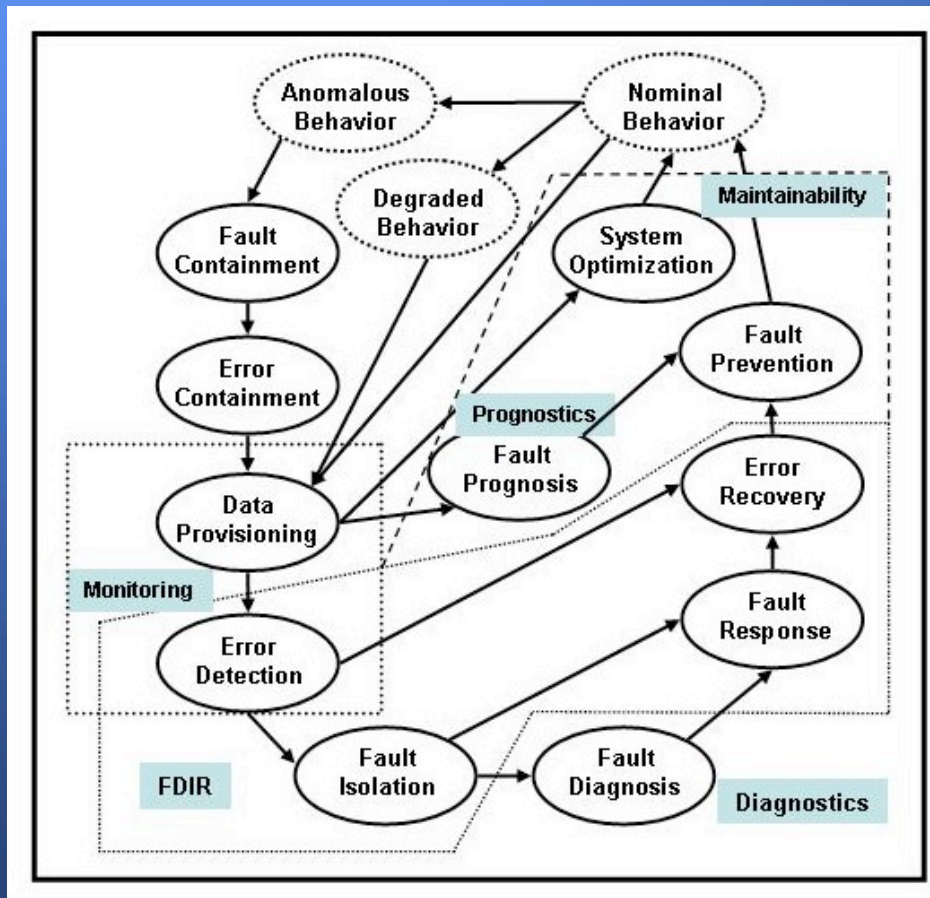 Anomalous
Behavior
Nominal
Behavior
Degraded
Behavior
Maintainability
Fault
Containment
System
Optimization
Error
Containment
Fault
Prevention
Prognostics
Fault
Prognosis
Error
Recovery
Data
Provisioning
Monitoring
Fault
Response
Error
Detection
Fault
Isolation
Fault
Diagnosis
FDIR
Diagnostics